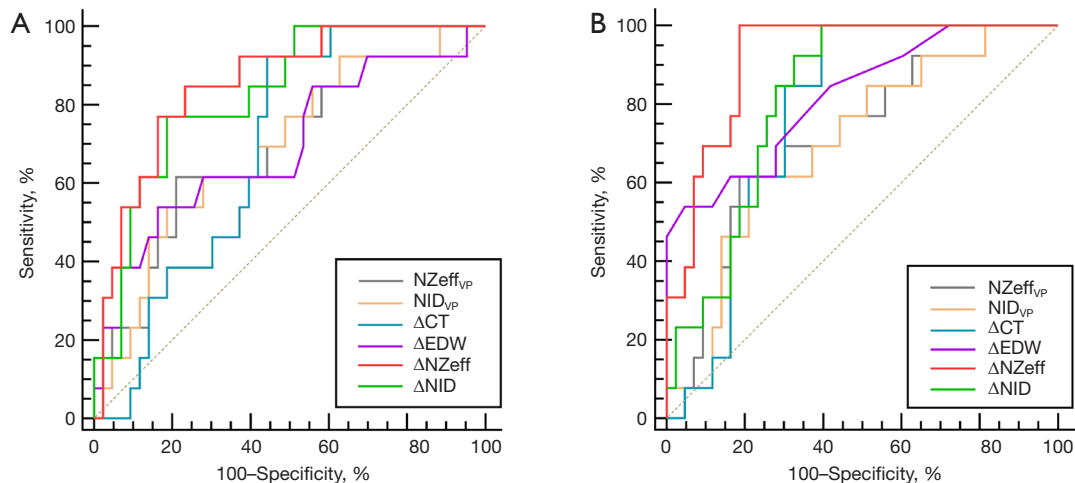 A
Sensitivity, %
100
80
60
40
20
0
NZeffVP
NIDVP
ΔCT
ΔEDW
ΔNZeff
ΔNID
0 20 40 60 80 100
100–Specificity, %
B
Sensitivity, %
100
80
60
40
20
0
NZeffVP
NIDVP
ΔCT
ΔEDW
ΔNZeff
ΔNID
0 20 40 60 80 100
100–Specificity, %